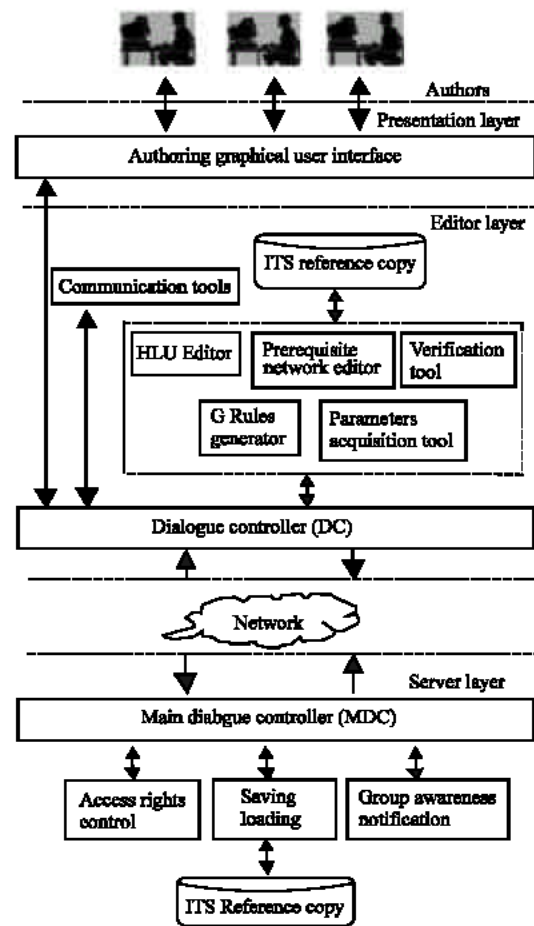 Authors
Presentation layer
Authoring graphical user interface
Editor layer
ITS reference copy
Communication tools
HLU Editor
Prerequisite
network editor
Verification
tool
G Rules
generator
Parameters
acquisition tool
Dialogue controller (DC)
Network
Server layer
Main diabgue controller (MDC)
Access rights
control
Saving
loading
Group awareness
notification
ITS Reference copy